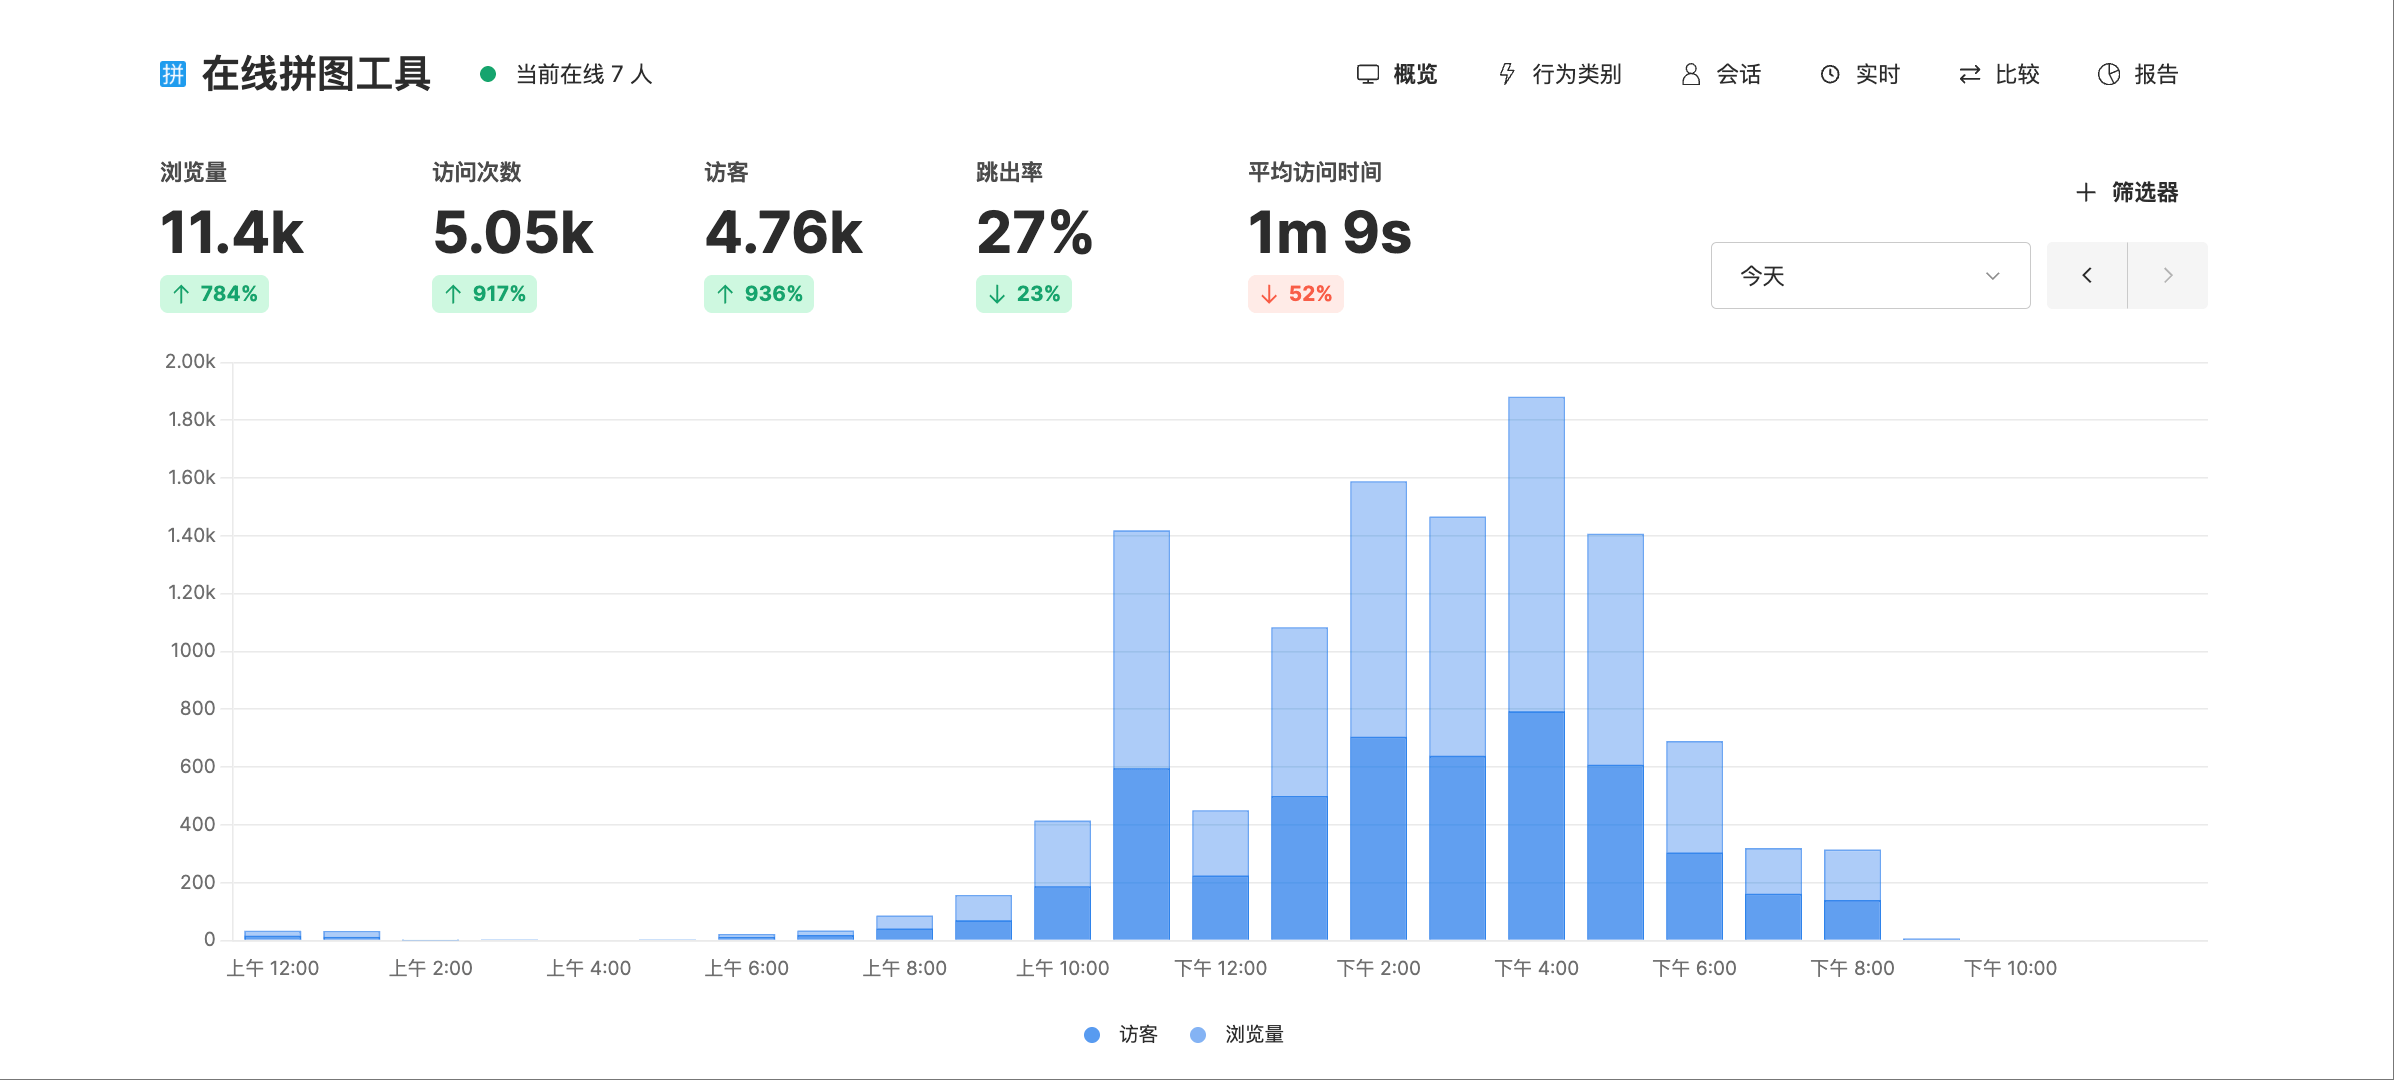 拼 在线拼图工具 当前在线 7 人 概览 行为类别 会话 实时 比较 报告
浏览量 访问次数 访客 跳出率 平均访问时间
筛选器
11.4k 5.05k 4.76k 27% 1m 9s
今天
784% 917% 936% 23% 52%
2.00k
1.80k
1.60k
1.40k
1.20k
1000
800
600
400
200
0
上午 12:00 上午 2:00 上午 4:00 上午 6:00 上午 8:00 上午 10:00 下午 12:00 下午 2:00 下午 4:00 下午 6:00 下午 8:00 下午 10:00
访客 浏览量